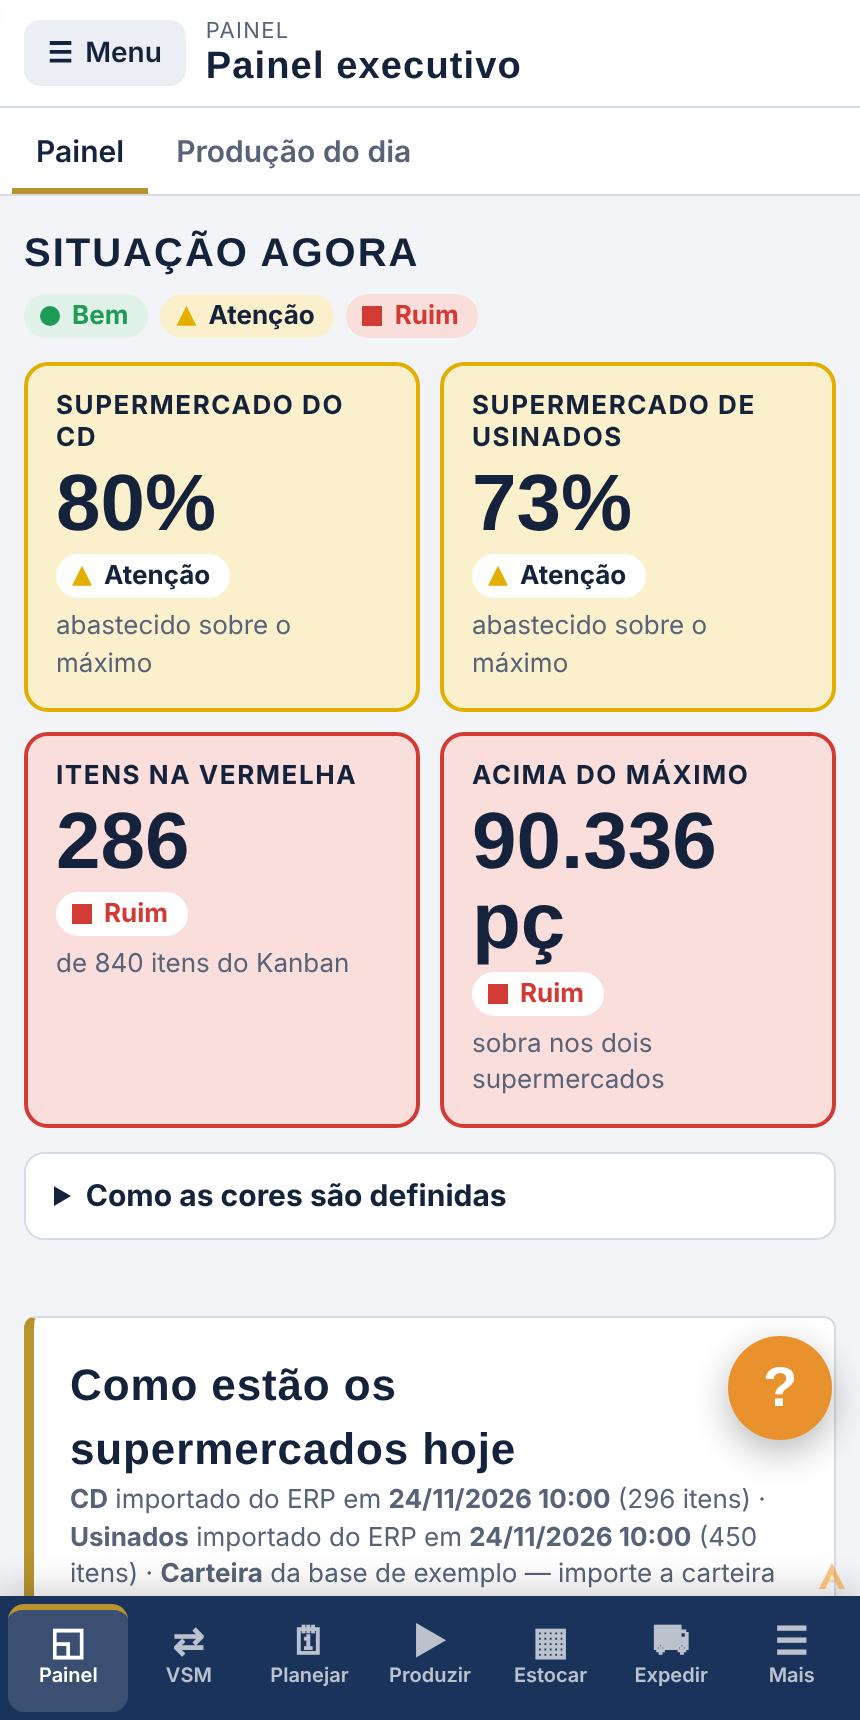 ☰ Menu
PAINEL
Painel executivo
Painel
Produção do dia
SITUAÇÃO AGORA
Bem
Atenção
Ruim
SUPERMERCADO DO
CD
80%
Atenção
abastecido sobre o
máximo
SUPERMERCADO DE
USINADOS
73%
Atenção
abastecido sobre o
máximo
ITENS NA VERMELHA
286
Ruim
de 840 itens do Kanban
ACIMA DO MÁXIMO
90.336
pç
Ruim
sobra nos dois
supermercados
Como as cores são definidas
Como estão os
supermercados hoje
?
CD importado do ERP em 24/11/2026 10:00 (296 itens) ·
Usinados importado do ERP em 24/11/2026 10:00 (450
itens) · Carteira da base de exemplo — importe a carteira
Painel
VSM
Planejar
Produzir
Estocar
Expedir
Mais